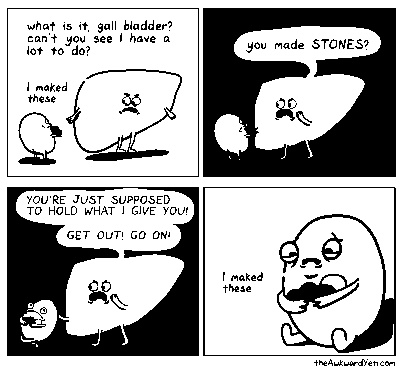 what is it, gall bladder?
can't you see I have a
lot to do?
I maked
these
you made STONES?
YOU'RE JUST SUPPOSED
TO HOLD WHAT I GIVE YOU!
GET OUT! GO ON!
I maked
these
theAwkwardYeti.com